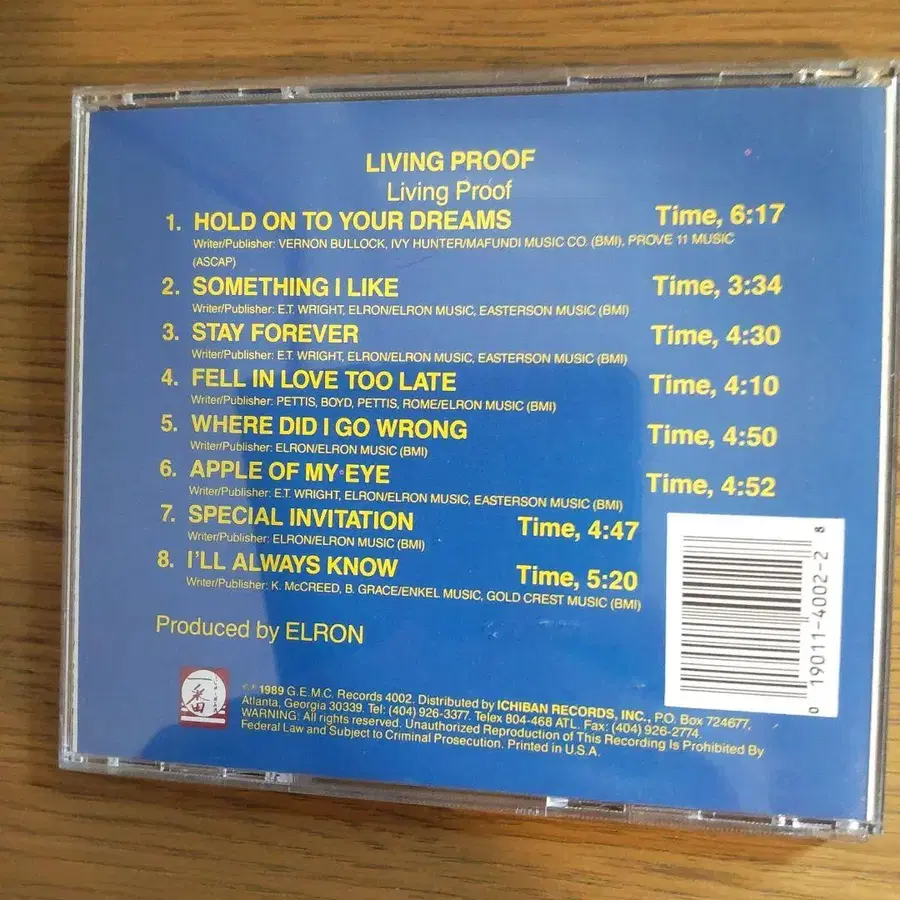 LIVING PROOF
Living Proof
1. HOLD ON TO YOUR DREAMS Time, 6:17
Writer/Publisher: VERNON BULLOCK, IVY HUNTER/MAFUNDI MUSIC CO. (BMI), PROVE 11 MUSIC
(ASCAP)
2. SOMETHING I LIKE Time, 3:34
Writer/Publisher: E.T. WRIGHT, ELRON/ELRON MUSIC, EASTERSON MUSIC (BMI)
3. STAY FOREVER Time, 4:30
Writer/Publisher: E.T. WRIGHT, ELRON/ELRON MUSIC, EASTERSON MUSIC (BMI)
4. FELL IN LOVE TOO LATE Time, 4:10
Writer/Publisher: PETTIS, BOYD, PETTIS, ROME/ELRON MUSIC (BMI)
5. WHERE DID I GO WRONG Time, 4:50
Writer/Publisher: ELRON/ELRON MUSIC (BMI)
6. APPLE OF MY EYE Time, 4:52
Writer/Publisher: E.T. WRIGHT, ELRON/ELRON MUSIC, EASTERSON MUSIC (BMI)
7. SPECIAL INVITATION Time, 4:47
Writer/Publisher: ELRON/ELRON MUSIC (BMI)
8. I'LL ALWAYS KNOW Time, 5:20
Writer/Publisher: K. McCREED, B. GRACE/ENKEL MUSIC, GOLD CREST MUSIC (BMI)
Produced by ELRON
0 19011-4002-2 8
一番
1989 G.E.M.C. Records 4002. Distributed by ICHIBAN RECORDS, INC., P.O. Box 724677,
Atlanta, Georgia 30339. Tel: (404) 926-3377. Telex 804-468 ATL. Fax: (404) 926-2774.
WARNING: All rights reserved. Unauthorized Reproduction of This Recording Is Prohibited By
Federal Law and Subject to Criminal Prosecution. Printed in U.S.A.